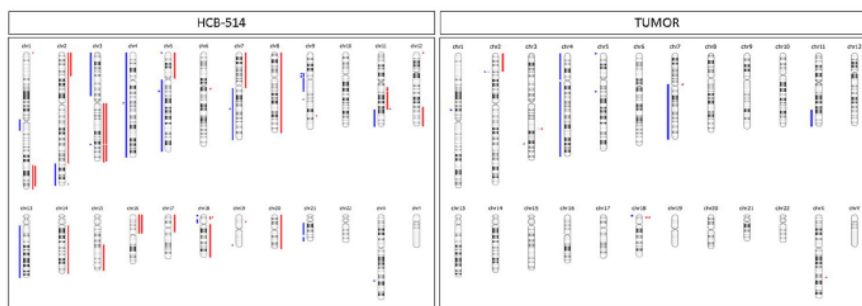 HCB-514 TUMOR
chr1 chr2 chr3 chr4 chr5 chr6 chr7 chr8 chr9 chr10 chr11 chr12 chr1 chr2 chr3 chr4 chr5 chr6 chr7 chr8 chr9 chr10 chr11 chr12
chr13 chr14 chr15 chr16 chr17 chr18 chr19 chr20 chr21 chr22 chrX chrY chr13 chr14 chr15 chr16 chr17 chr18 chr19 chr20 chr21 chr22 chrX chrY